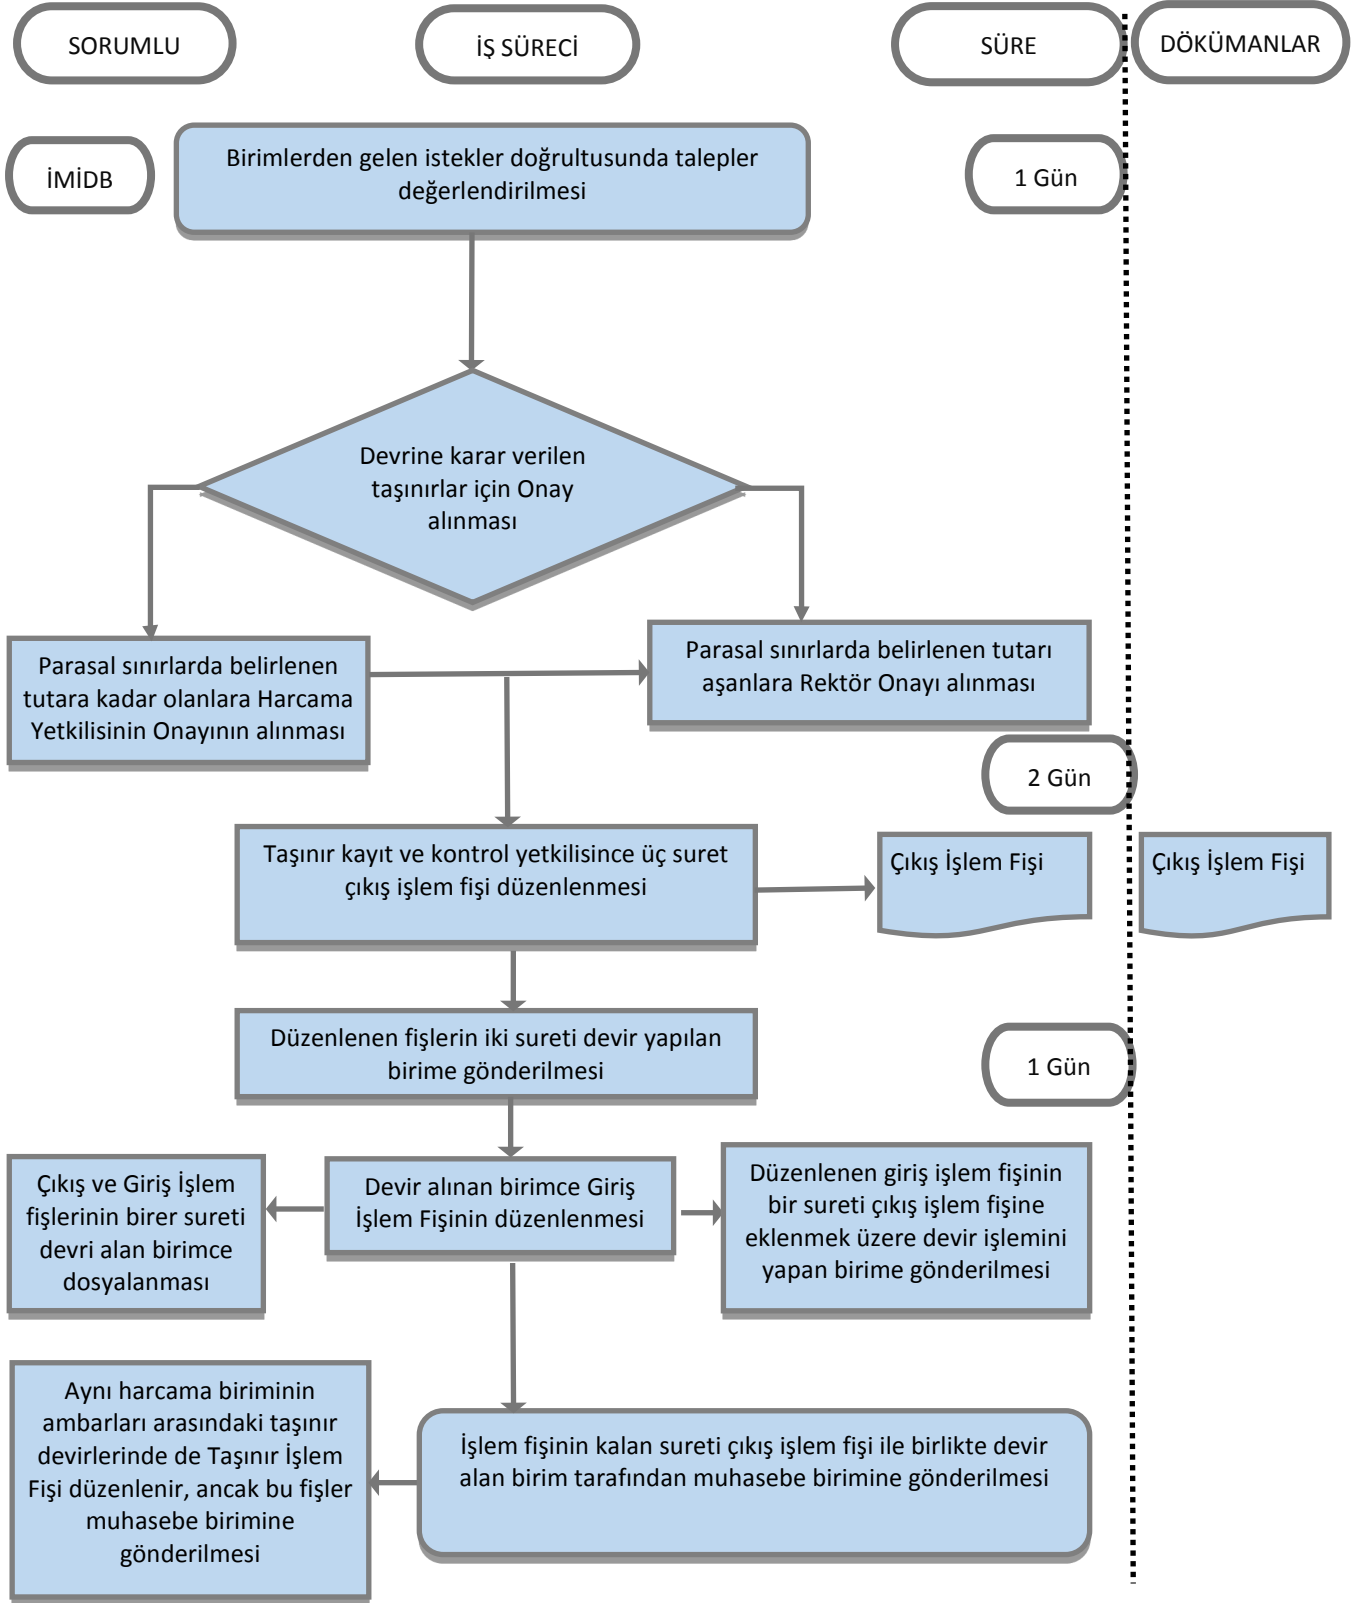 SORUMLU
İŞ SÜRECİ
SÜRE
DÖKÜMANLAR
İMİDB
Birimlerden gelen istekler doğrultusunda talepler
değerlendirilmesi
1 Gün
Devrine karar verilen
taşınırlar için Onay
alınması
Parasal sınırlarda belirlenen
tutara kadar olanlara Harcama
Yetkilisinin Onayının alınması
Parasal sınırlarda belirlenen tutarı
aşanlara Rektör Onayı alınması
2 Gün
Taşınır kayıt ve kontrol yetkilisince üç suret
çıkış işlem fişi düzenlenmesi
Çıkış İşlem Fişi
Çıkış İşlem Fişi
Düzenlenen fişlerin iki sureti devir yapılan
birime gönderilmesi
1 Gün
Çıkış ve Giriş İşlem
fişlerinin birer sureti
devri alan birimce
dosyalanması
Devir alınan birimce Giriş
İşlem Fişinin düzenlenmesi
Düzenlenen giriş işlem fişinin
bir sureti çıkış işlem fişine
eklenmek üzere devir işlemini
yapan birime gönderilmesi
Aynı harcama biriminin
ambarları arasındaki taşınır
devirlerinde de Taşınır İşlem
Fişi düzenlenir, ancak bu fişler
muhasebe birimine
gönderilmesi
İşlem fişinin kalan sureti çıkış işlem fişi ile birlikte devir
alan birim tarafından muhasebe birimine gönderilmesi